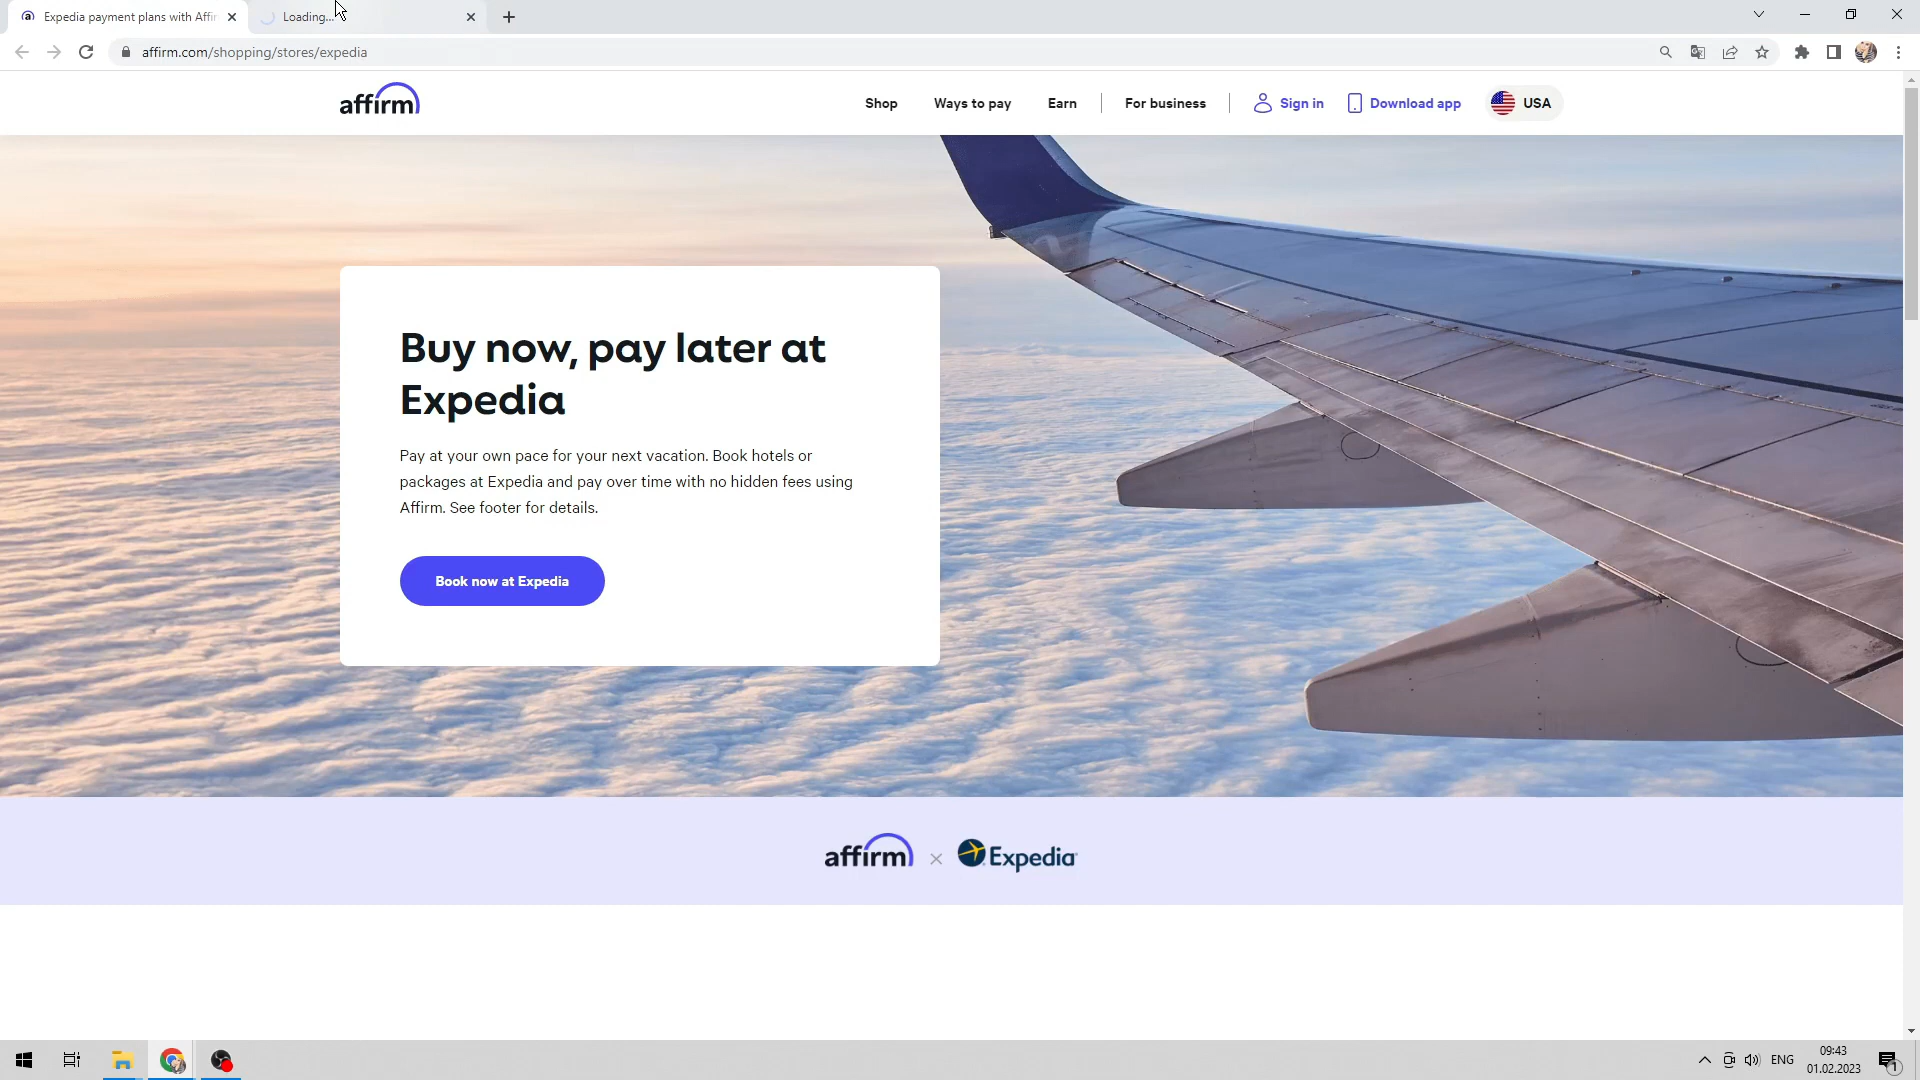 Expedia payment plans with Affir
Loading...
affirm.com/shopping/stores/expedia
affirm
Shop
Ways to pay
Earn
For business
Sign in
Download app
USA
Buy now, pay later at
Expedia
Pay at your own pace for your next vacation. Book hotels or
packages at Expedia and pay over time with no hidden fees using
Affirm. See footer for details.
Book now at Expedia
affirm × Expedia
ENG
09:43
01.02.2023
1